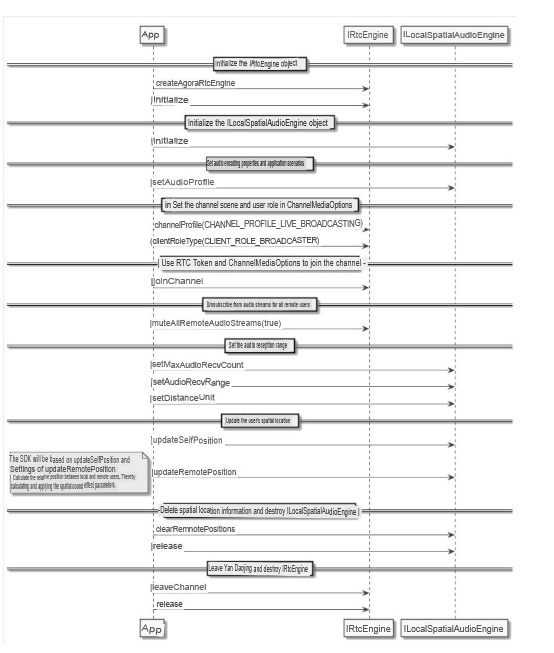 App IRtcEngine ILocalSpatialAudioEngine
Initialize the IRtcEngine object
createAgoraRtcEngine
Initialize
Initialize the ILocalSpatialAudioEngine object
Initialize
Set audio encoding properties and application scenarios
setAudioProfile
in Set the channel scene and user role in ChannelMediaOptions
channelProfile(CHANNEL_PROFILE_LIVE_BROADCASTING)
(clientRoleType(CLIENT_ROLE_BROADCASTER)
Use RTC Token and ChannelMediaOptions to join the channel -
joinChannel
Unsubscribe from audio streams for all remote users
muteAllRemoteAudioStreams(true)
Set the audio reception range
setMaxAudioRecvCount
setAudioRecvRange
setDistanceUnit
Update the user's spatial location
updateSelfPosition
The SDK will be based on updateSelfPosition and
Settings of updateRemotePosition
Calculate the relative position between local and remote users, Thereby
calculating and applying the spatial sound effect parameters.
updateRemotePosition
-Delete spatial location information and destroy ILocalSpatialAudioEngine
clearRemnotePositions
release
Leave Yan Daojing and destroy IRtcEngine
leaveChannel
release
App IRtcEngine ILocalSpatialAudioEngine